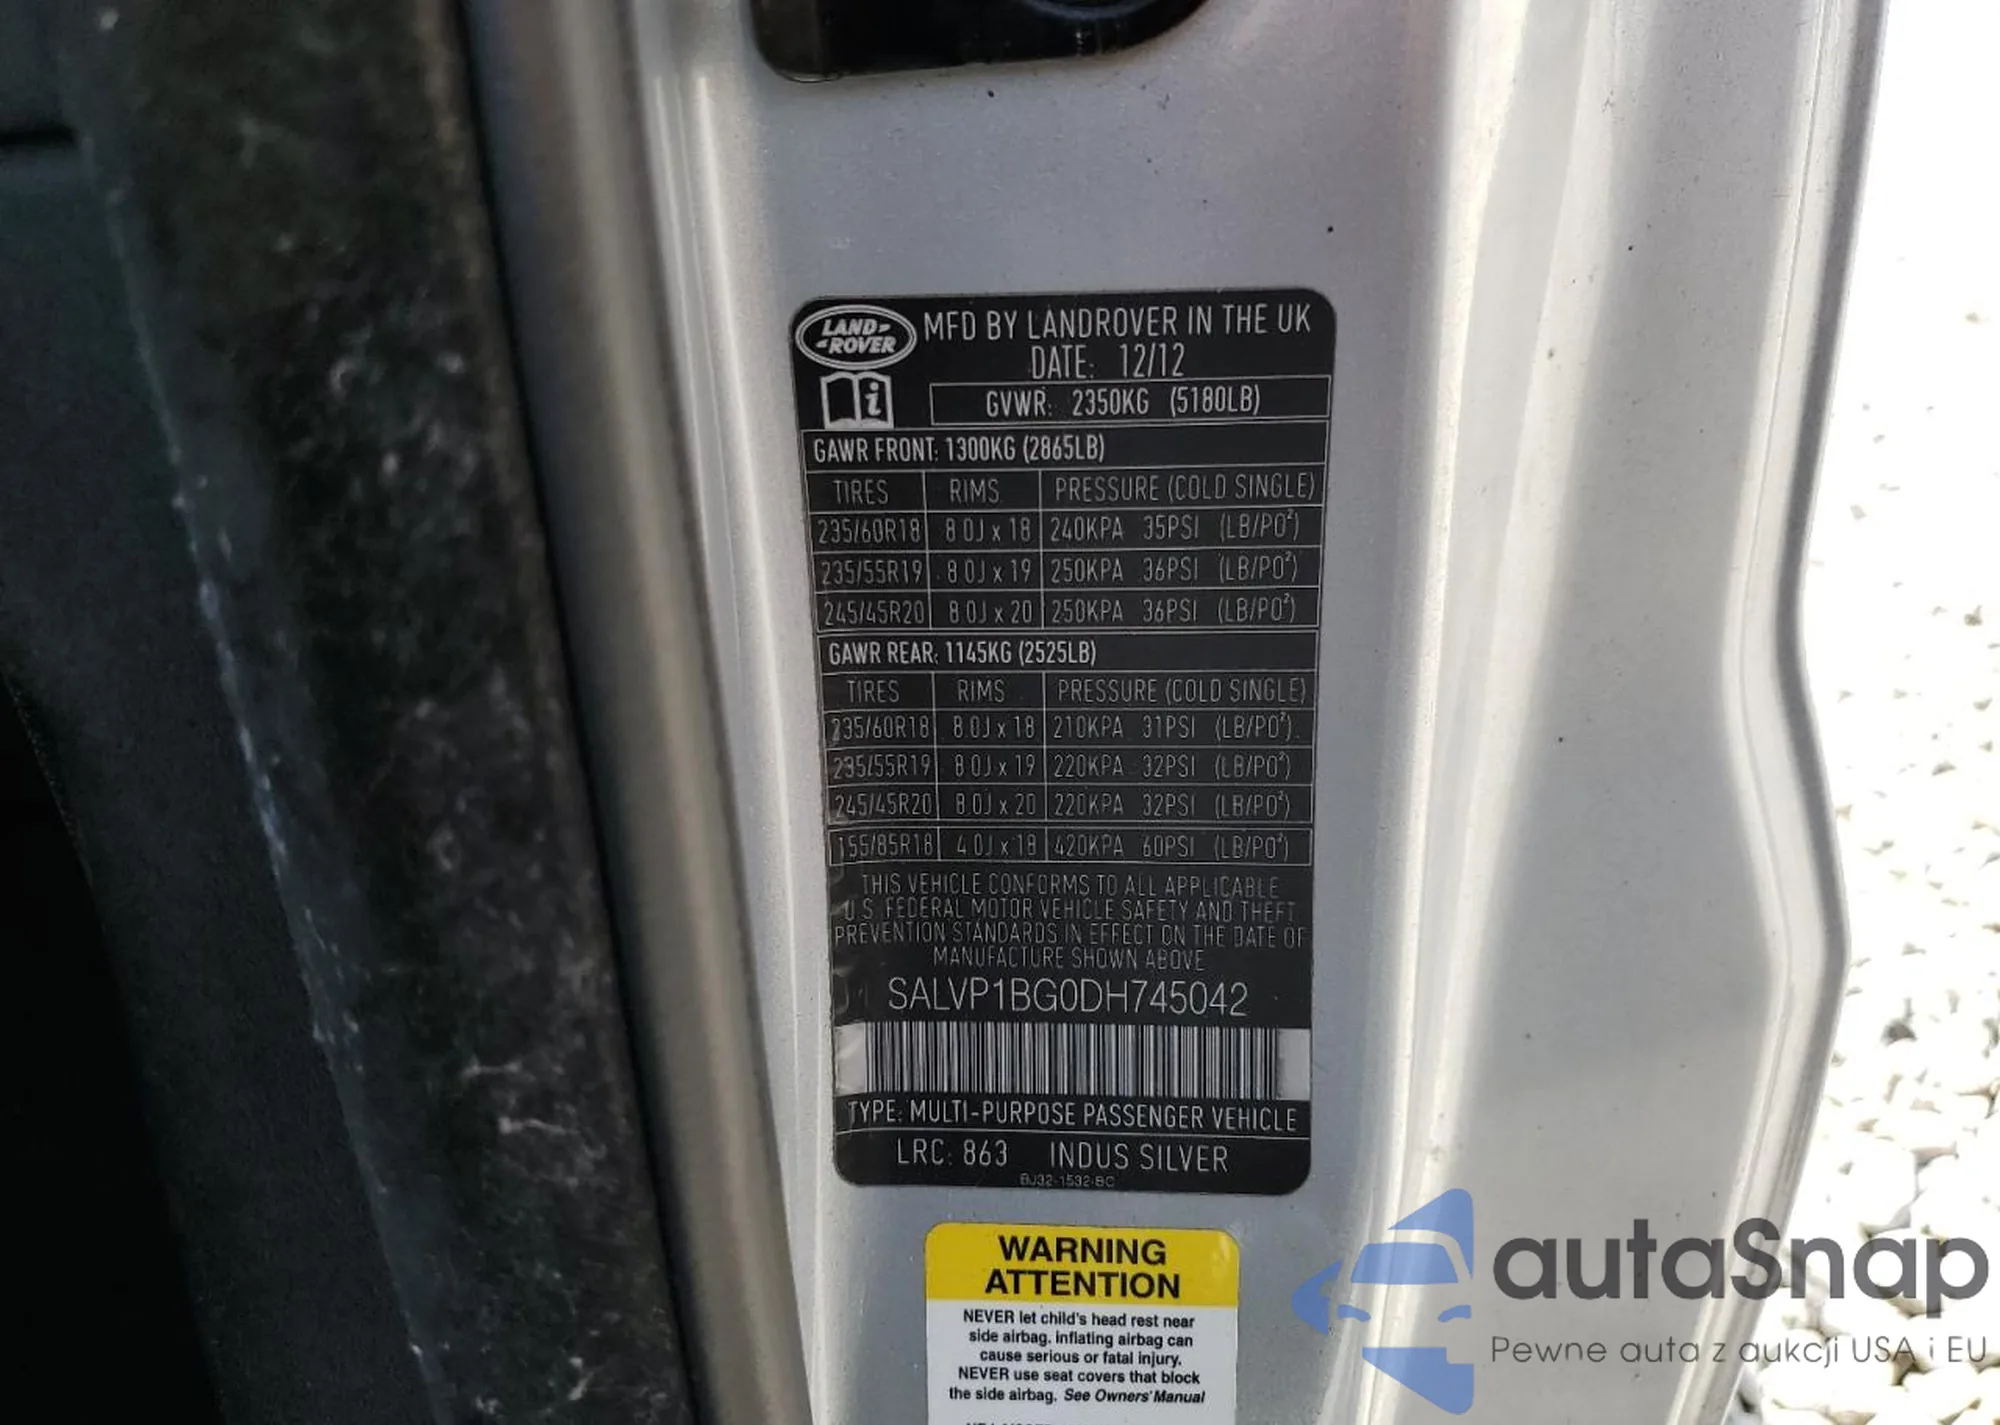 LAND-
-ROVER
MFD BY LANDROVER IN THE UK
DATE: 12/12
i
GVWR: 2350KG (5180LB)
GAWR FRONT: 1300KG (2865LB)
TIRES RIMS PRESSURE (COLD SINGLE)
235/60R18 8.0J x 18 240KPA 35PSI (LB/PO²)
235/55R19 8.0J x 19 250KPA 36PSI (LB/PO²)
245/45R20 8.0J x 20 250KPA 36PSI (LB/PO²)
GAWR REAR: 1145KG (2525LB)
TIRES RIMS PRESSURE (COLD SINGLE)
235/60R18 8.0J x 18 210KPA 31PSI (LB/PO²)
235/55R19 8.0J x 19 220KPA 32PSI (LB/PO²)
245/45R20 8.0J x 20 220KPA 32PSI (LB/PO²)
155/85R18 4.0J x 18 420KPA 60PSI (LB/PO²)
THIS VEHICLE CONFORMS TO ALL APPLICABLE
U.S. FEDERAL MOTOR VEHICLE SAFETY AND THEFT
PREVENTION STANDARDS IN EFFECT ON THE DATE OF
MANUFACTURE SHOWN ABOVE
SALVP1BG0DH745042
TYPE: MULTI-PURPOSE PASSENGER VEHICLE
LRC: 863 INDUS SILVER
BJ32-1532-BC
WARNING
ATTENTION
NEVER let child's head rest near
side airbag, inflating airbag can
cause serious or fatal injury.
NEVER use seat covers that block
the side airbag. See Owners' Manual
autaSnap
Pewne auta z aukcji USA i EU